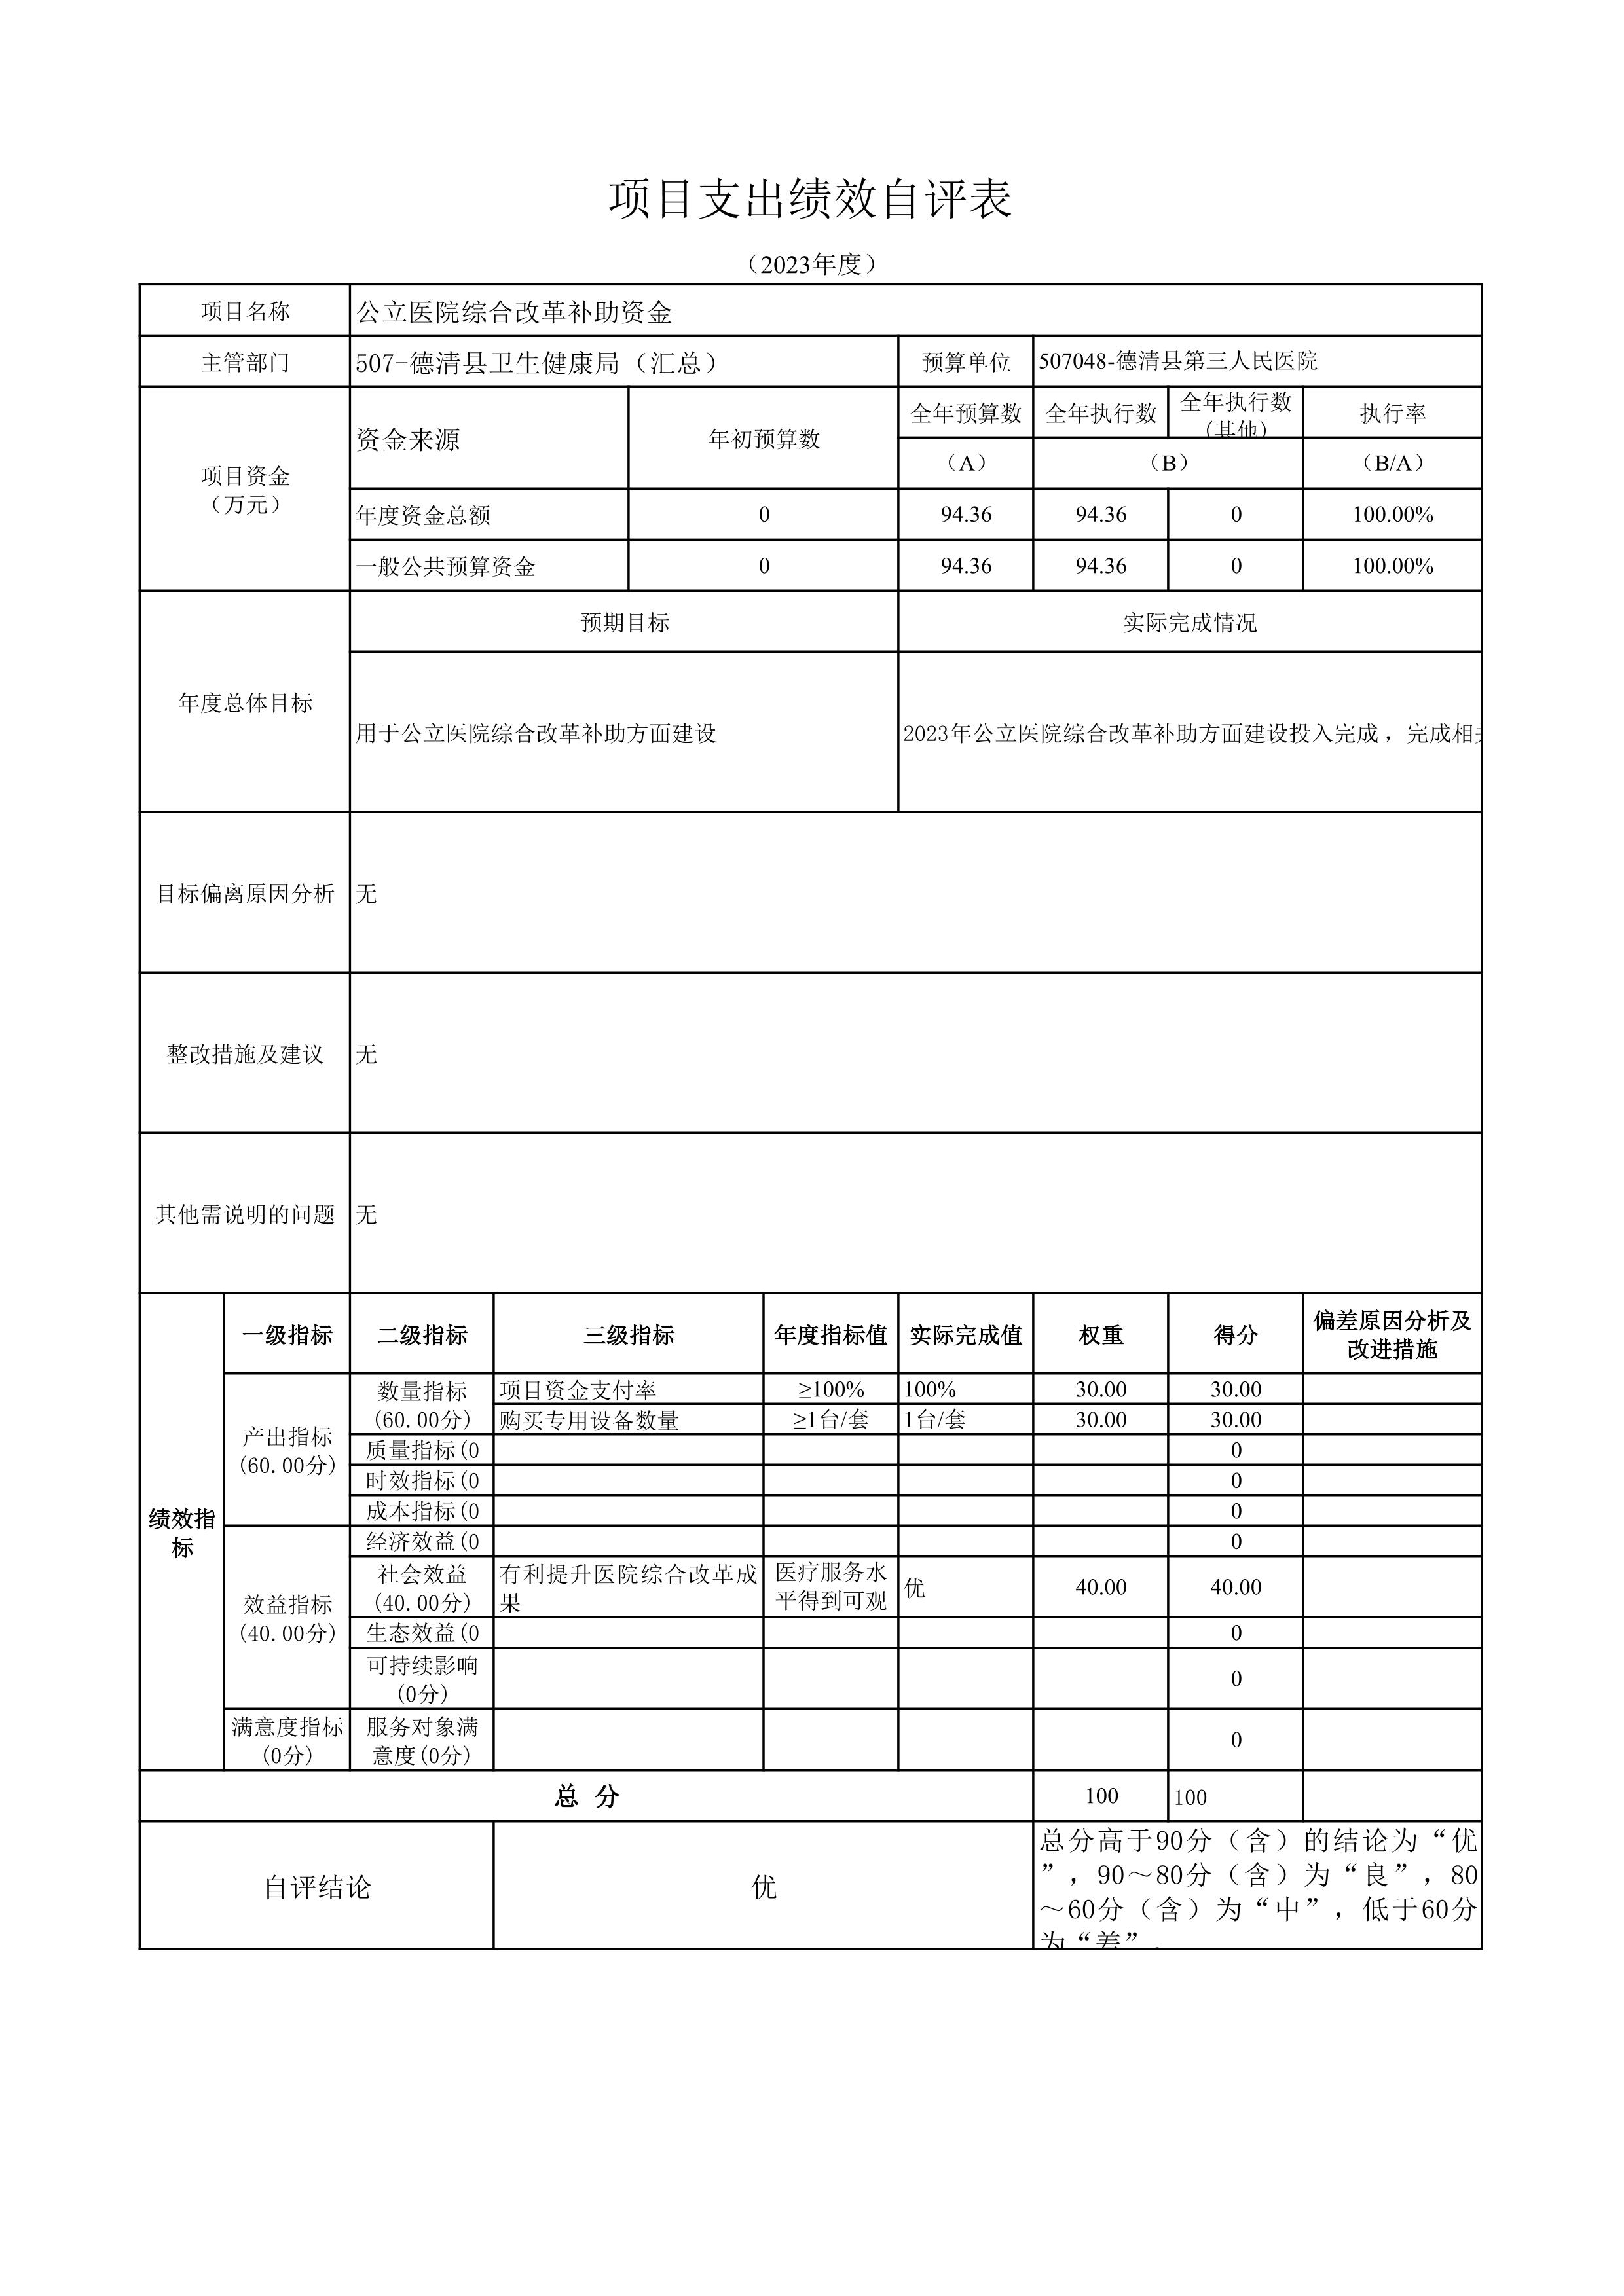 项目支出绩效自评表
（2023年度）
项目名称
公立医院综合改革补助资金
主管部门
507-德清县卫生健康局（汇总）
预算单位
507048-德清县第三人民医院
项目资金
（万元）
资金来源
年初预算数
全年预算数
全年执行数
全年执行数
（其他）
执行率
（A）
（B）
（B/A）
年度资金总额
0
94.36
94.36
0
100.00%
一般公共预算资金
0
94.36
94.36
0
100.00%
年度总体目标
预期目标
实际完成情况
用于公立医院综合改革补助方面建设
2023年公立医院综合改革补助方面建设投入完成，完成相
目标偏离原因分析
无
整改措施及建议
无
其他需说明的问题
无
绩效指
标
一级指标
二级指标
三级指标
年度指标值
实际完成值
权重
得分
偏差原因分析及
改进措施
产出指标
(60.00分)
数量指标
(60.00分)
项目资金支付率
≥100%
100%
30.00
30.00
购买专用设备数量
≥1台/套
1台/套
30.00
30.00
质量指标(0
0
时效指标(0
0
成本指标(0
0
效益指标
(40.00分)
经济效益(0
0
社会效益
(40.00分)
有利提升医院综合改革成
果
医疗服务水
平得到可观
优
40.00
40.00
生态效益(0
0
可持续影响
(0分)
0
满意度指标
(0分)
服务对象满
意度(0分)
0
总 分
100
100
自评结论
优
总分高于90分（含）的结论为“优
”，90～80分（含）为“良”，80
～60分（含）为“中”，低于60分
为“差”。